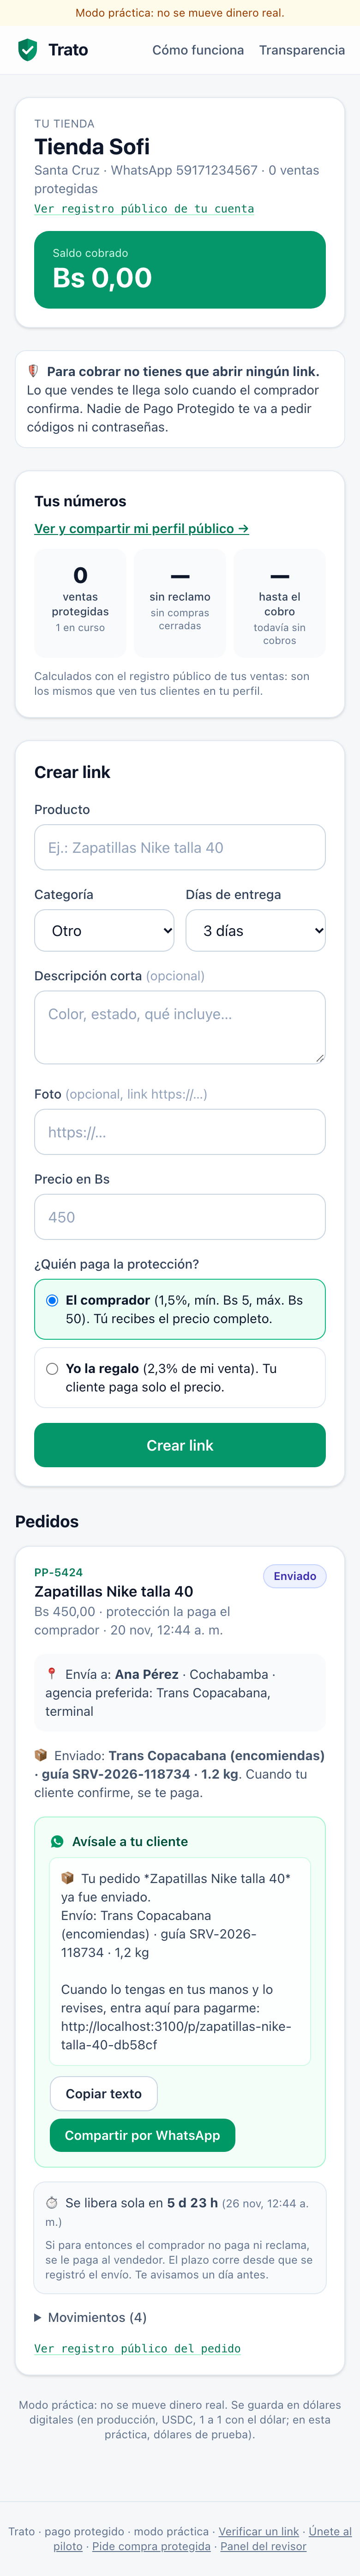 Modo práctica: no se mueve dinero real.
Trato
Cómo funciona
Transparencia
TU TIENDA
Tienda Sofi
Santa Cruz · WhatsApp 59171234567 · 0 ventas
protegidas
Ver registro público de tu cuenta
Saldo cobrado
Bs 0,00
Para cobrar no tienes que abrir ningún link.
Lo que vendes te llega solo cuando el comprador
confirma. Nadie de Pago Protegido te va a pedir
códigos ni contraseñas.
Tus números
Ver y compartir mi perfil público →
0
ventas
protegidas
1 en curso
—
sin reclamo
sin compras
cerradas
—
hasta el
cobro
todavía sin
cobros
Calculados con el registro público de tus ventas: son
los mismos que ven tus clientes en tu perfil.
Crear link
Producto
Ej.: Zapatillas Nike talla 40
Categoría
Días de entrega
Otro
3 días
Descripción corta (opcional)
Color, estado, qué incluye...
Foto (opcional, link https://...)
https://...
Precio en Bs
450
¿Quién paga la protección?
El comprador (1,5%, mín. Bs 5, máx. Bs
50). Tú recibes el precio completo.
Yo la regalo (2,3% de mi venta). Tu
cliente paga solo el precio.
Crear link
Pedidos
PP-5424
Enviado
Zapatillas Nike talla 40
Bs 450,00 · protección la paga el
comprador · 20 nov, 12:44 a. m.
Envía a: Ana Pérez · Cochabamba ·
agencia preferida: Trans Copacabana,
terminal
Enviado: Trans Copacabana (encomiendas)
· guía SRV-2026-118734 · 1.2 kg. Cuando tu
cliente confirme, se te paga.
Avísale a tu cliente
Tu pedido *Zapatillas Nike talla 40*
ya fue enviado.
Envío: Trans Copacabana
(encomiendas) · guía SRV-2026-
118734 · 1,2 kg
Cuando lo tengas en tus manos y lo
revises, entra aquí para pagarme:
http://localhost:3100/p/zapatillas-nike-
talla-40-db58cf
Copiar texto
Compartir por WhatsApp
Se libera sola en 5 d 23 h (26 nov, 12:44 a.
m.)
Si para entonces el comprador no paga ni reclama,
se le paga al vendedor. El plazo corre desde que se
registró el envío. Te avisamos un día antes.
Movimientos (4)
Ver registro público del pedido
Modo práctica: no se mueve dinero real. Se guarda en dólares
digitales (en producción, USDC, 1 a 1 con el dólar; en esta
práctica, dólares de prueba).
Trato · pago protegido · modo práctica · Verificar un link · Únete al
piloto · Pide compra protegida · Panel del revisor